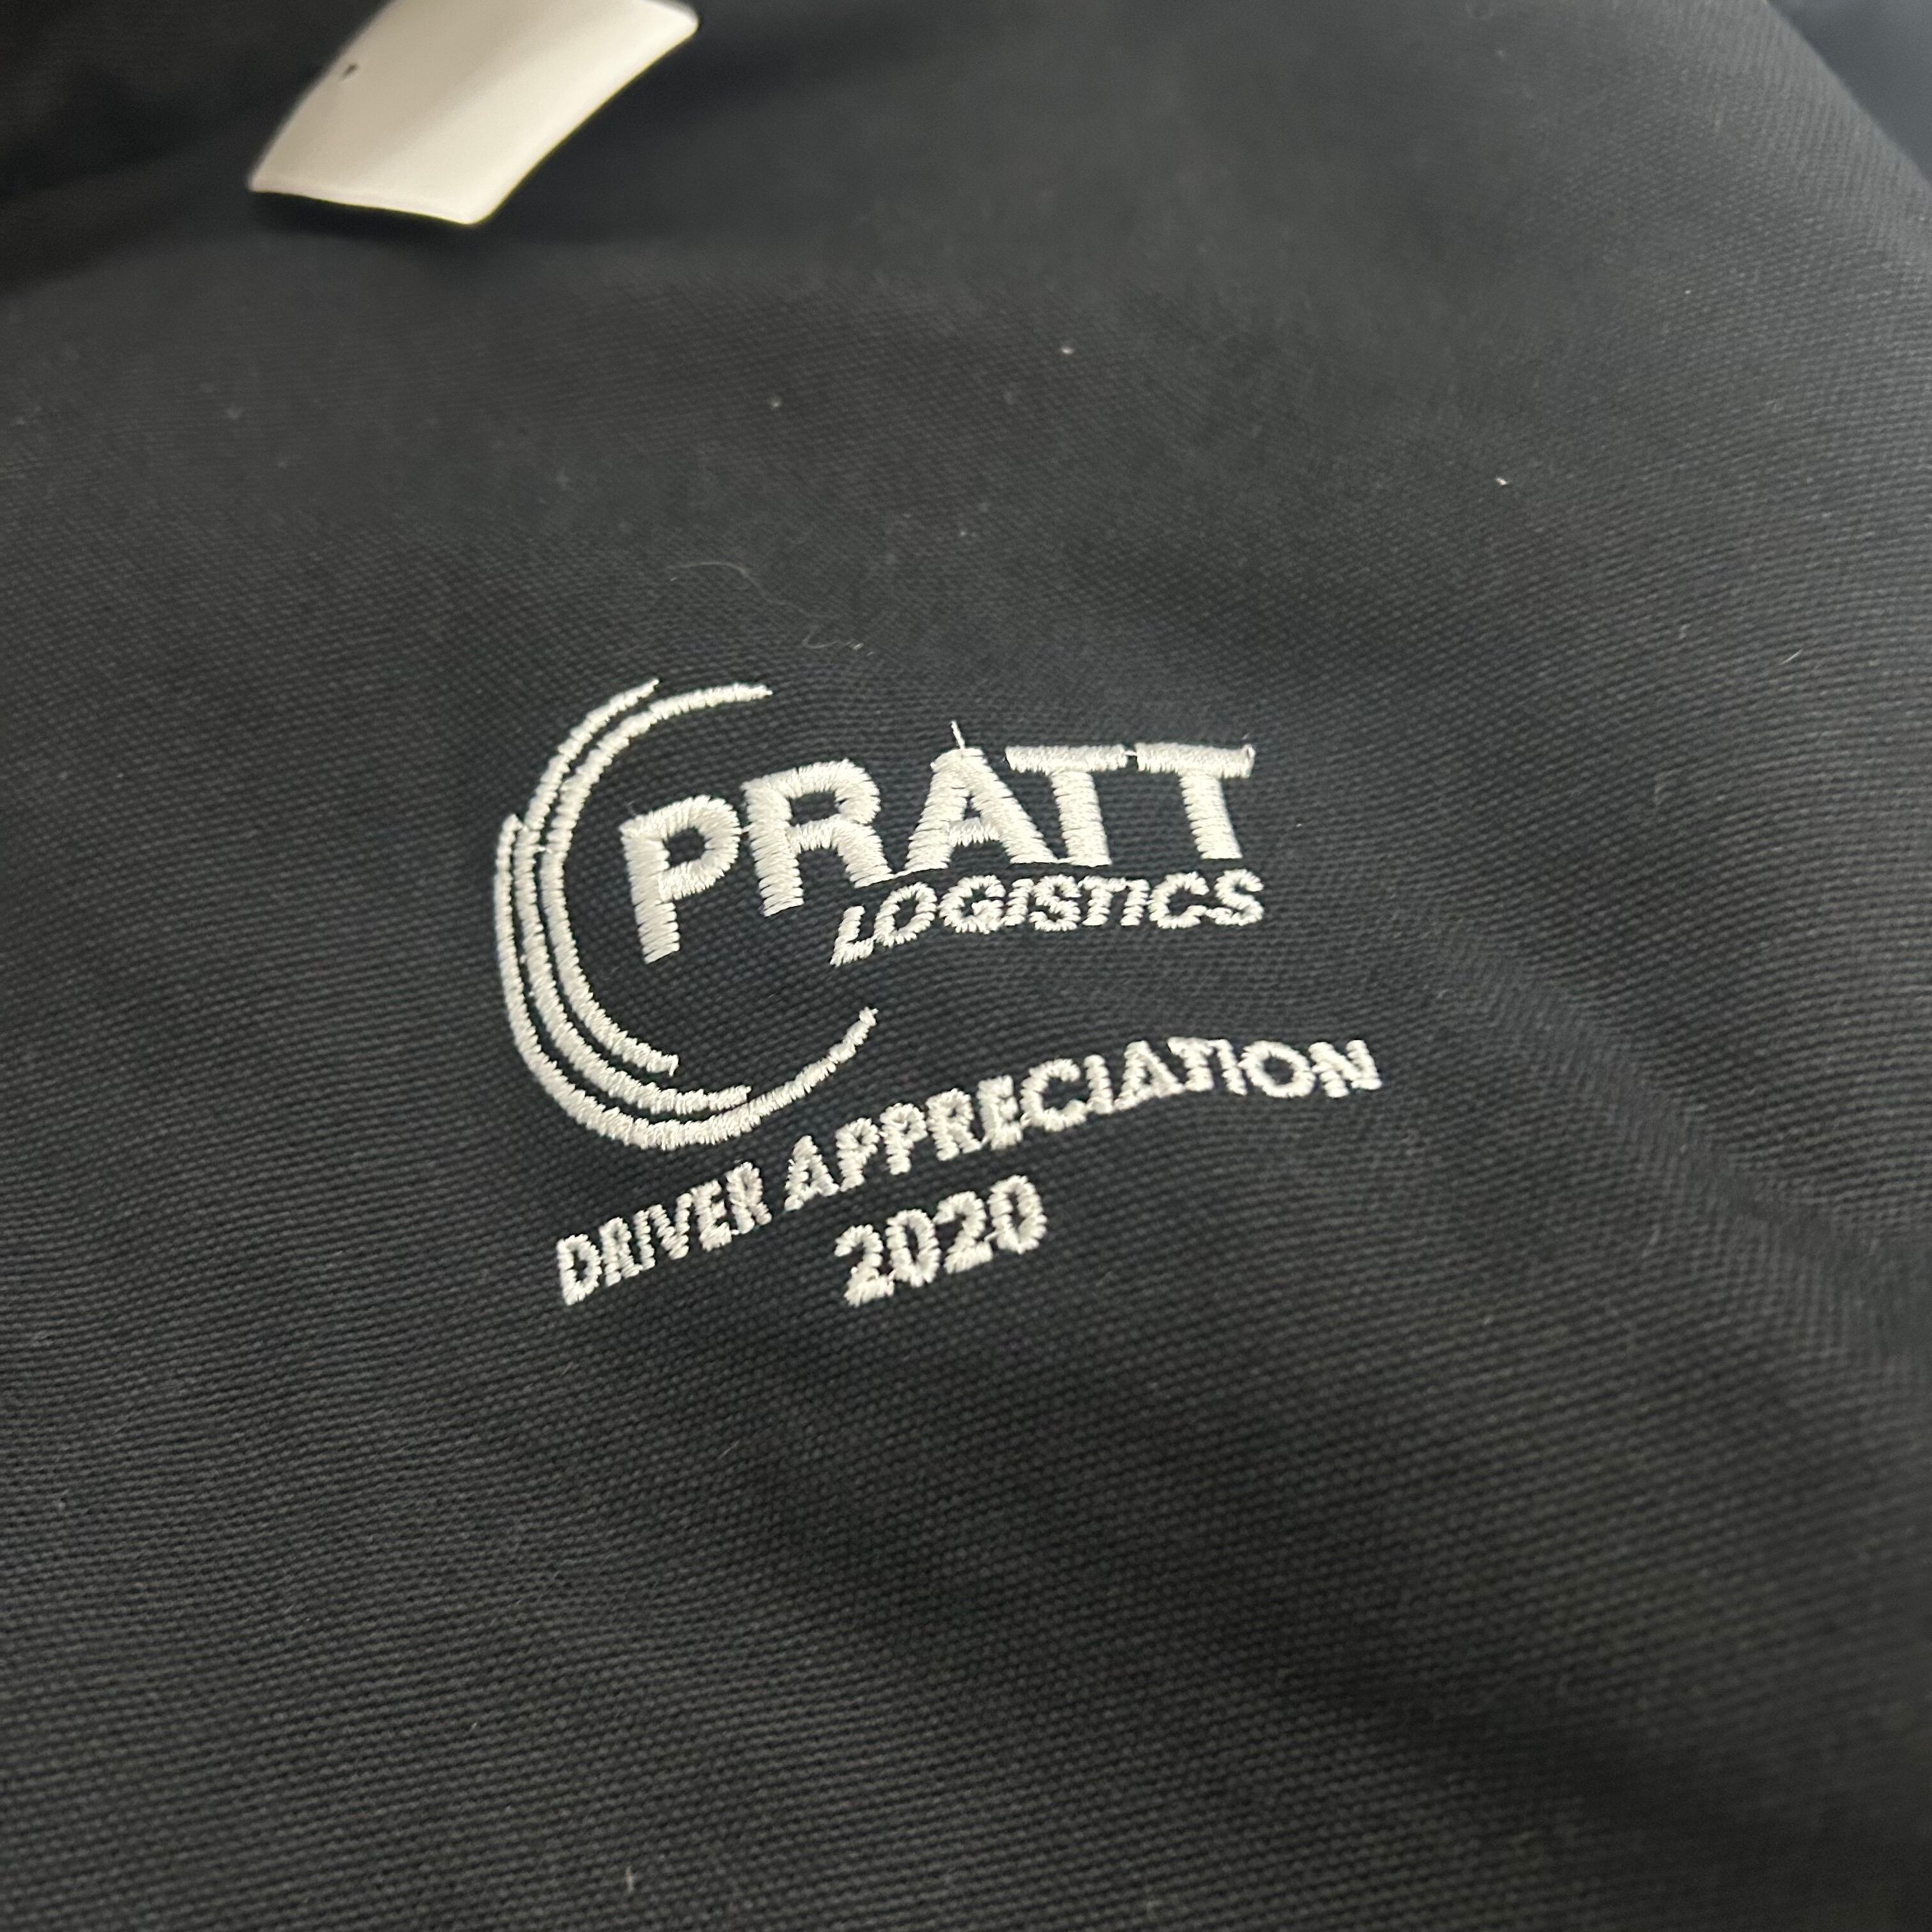 PRATT
LOGISTICS
DRIVER APPRECIATION
2020